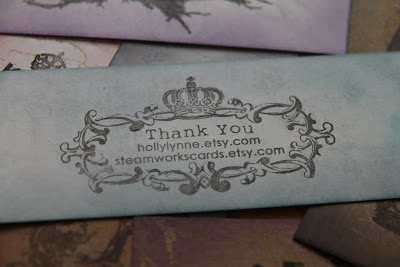 Thank You
hollylynne.etsy.com
steamworkscards.etsy.com